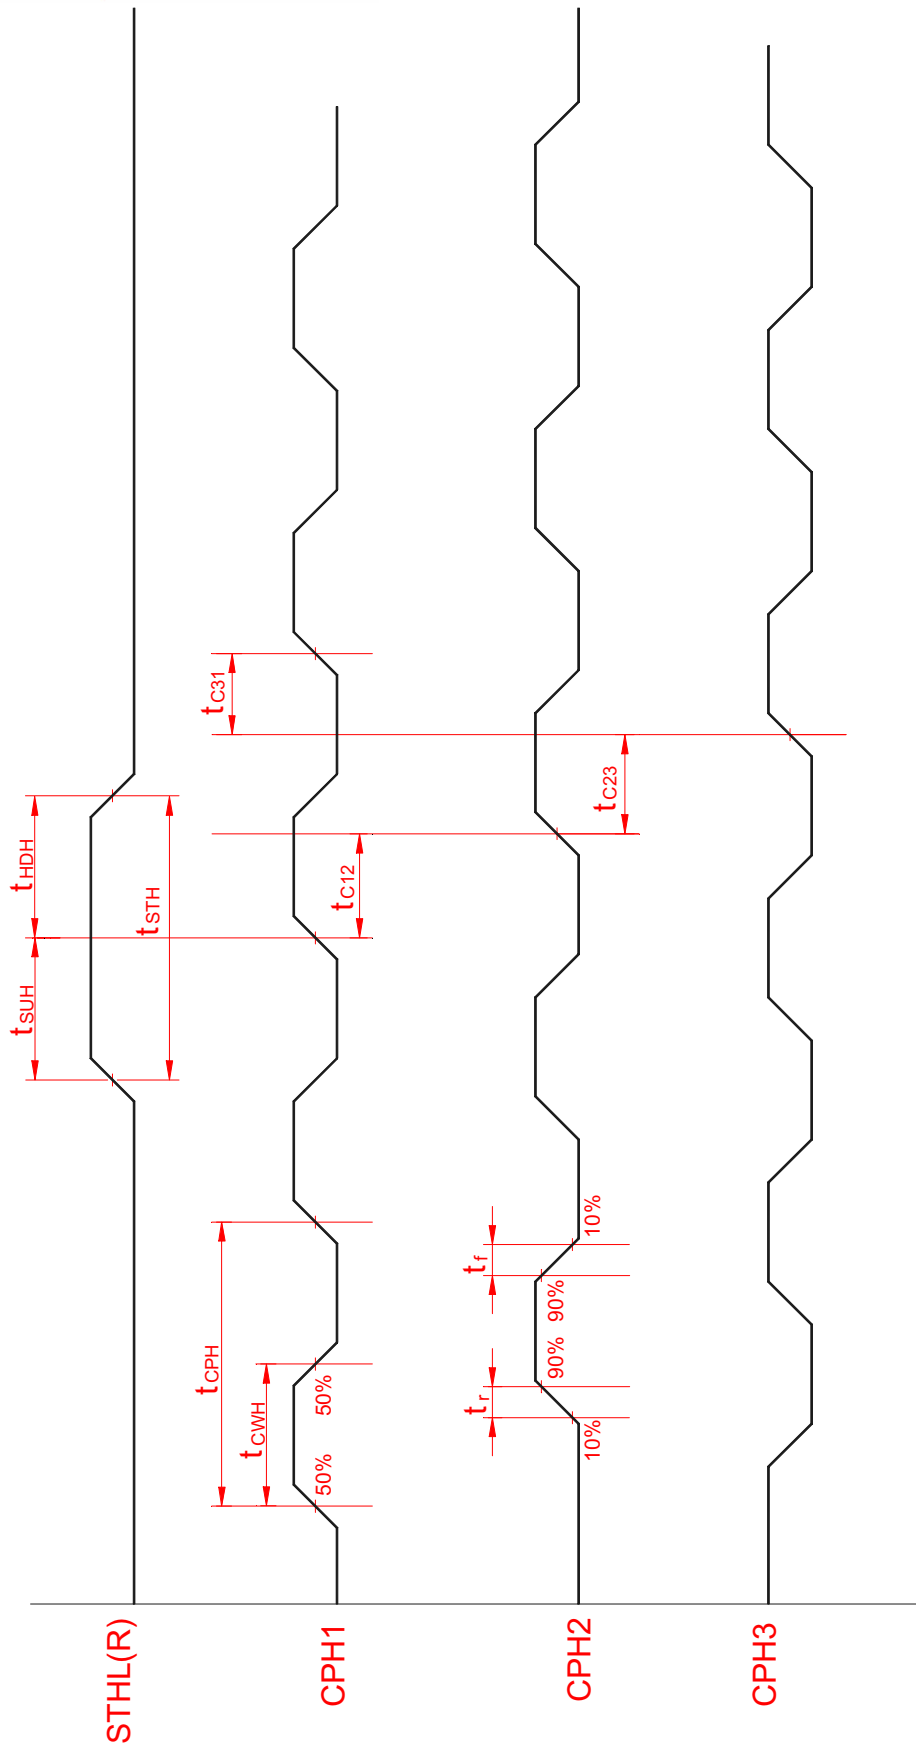 STHL(R)
tSUH
tHDH
tSTH
CPH1
tCPH
tCWH
50%
50%
tC12
tC31
CPH2
tr
tf
10%
90%
90%
10%
tC23
CPH3